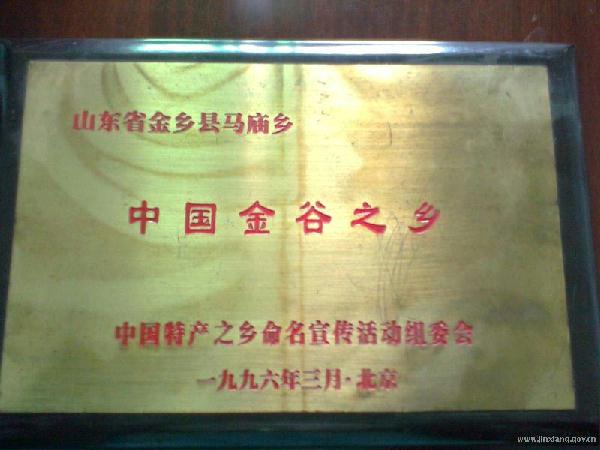 山东省金乡县马庙乡
中国金谷之乡
中国特产之乡命名宣传活动组委会
一九九六年三月·北京
www.jinxiang.gov.cn